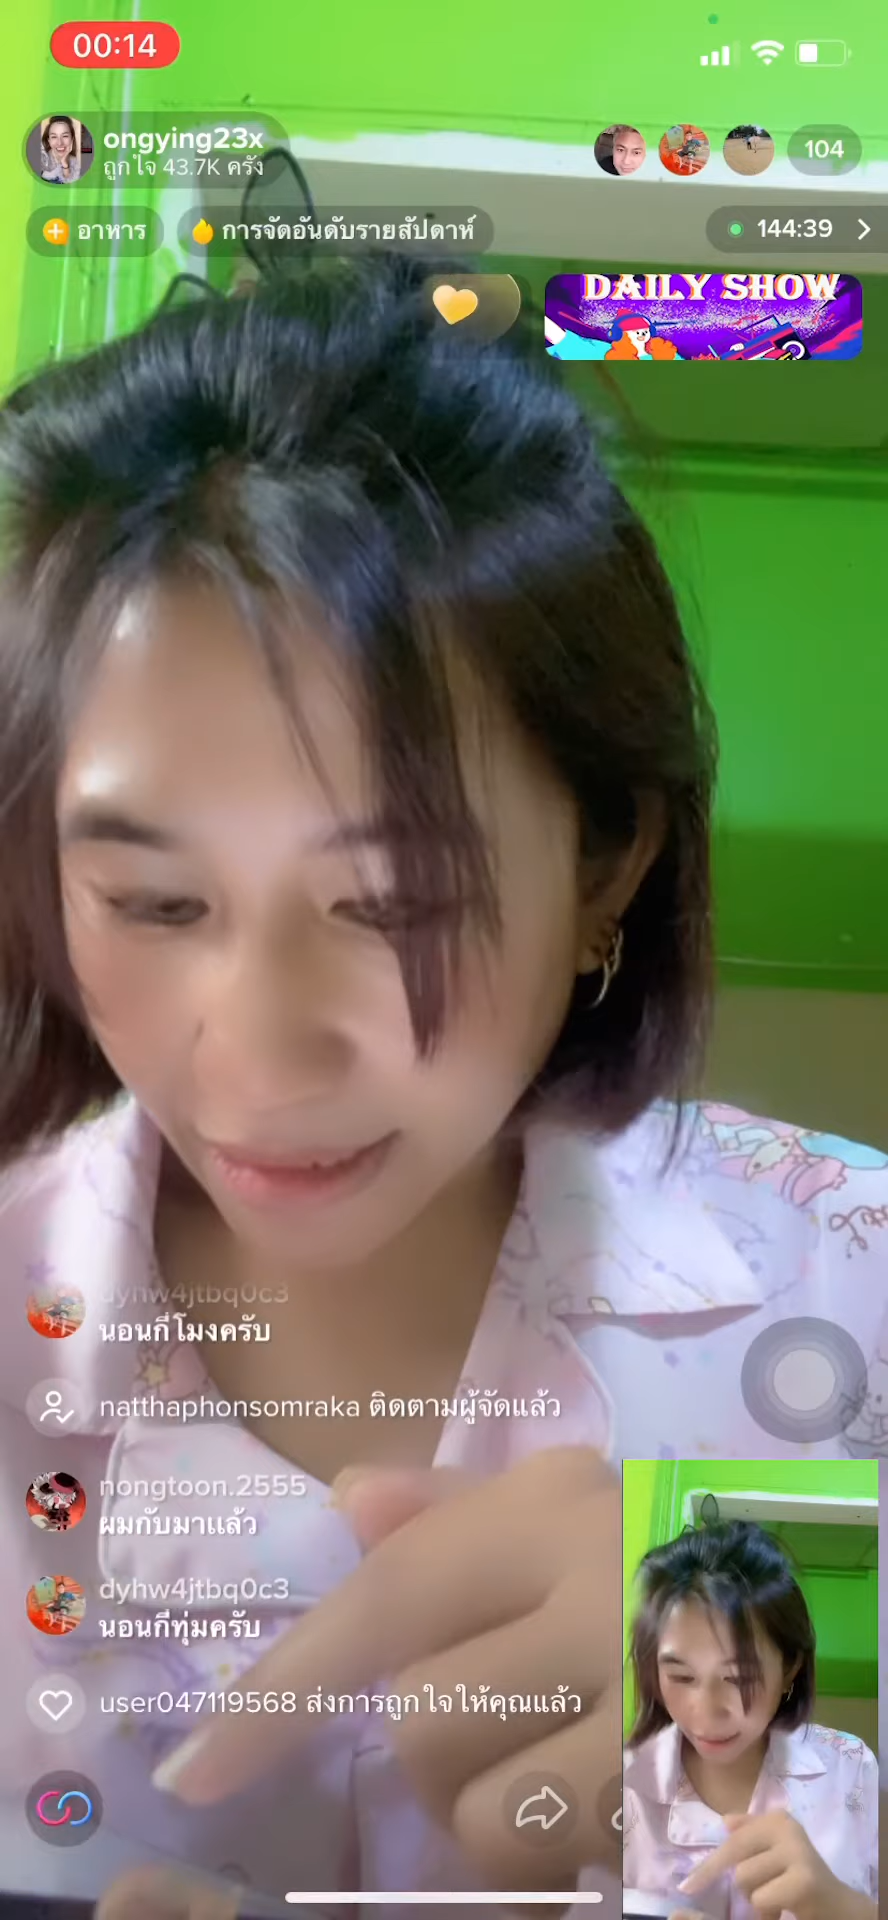 00:14
ongying23x
ถูกใจ 43.7K ครั้ง
104
อาหาร
การจัดอันดับรายสัปดาห์
144:39
DAILY SHOW
dyhw4jtbq0c3
นอนกี่โมงครับ
natthaphonsomraka ติดตามผู้จัดแล้ว
nongtoon.2555
ผมกับมาแล้ว
dyhw4jtbq0c3
นอนกี่ทุ่มครับ
user047119568 ส่งการถูกใจให้คุณแล้ว